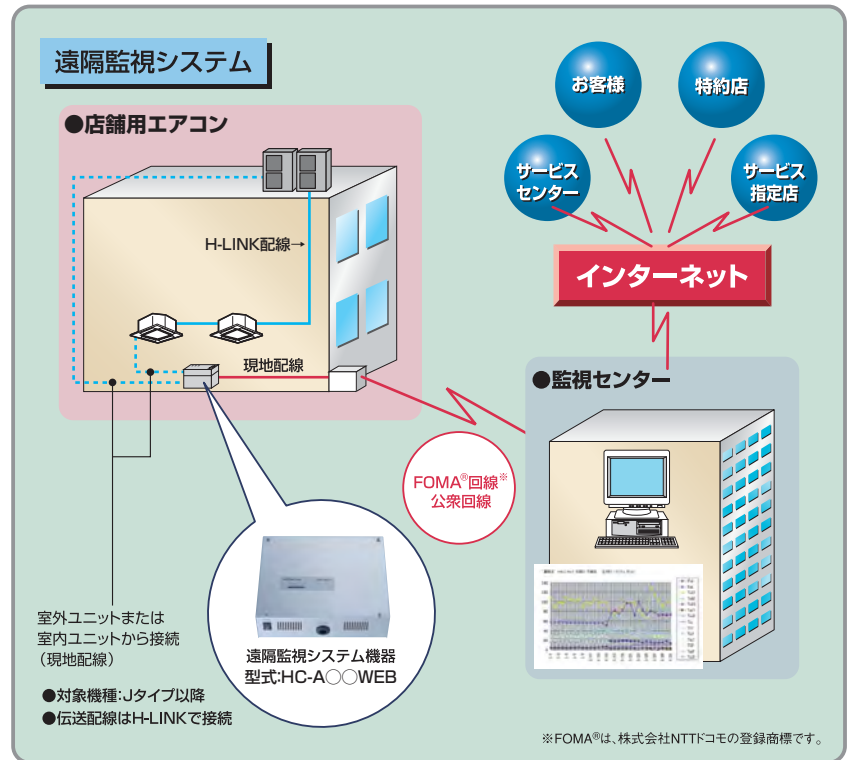 遠隔監視システム
●店舗用エアコン
H-LINK配線→
現地配線
室外ユニットまたは
室内ユニットから接続
（現地配線）
●対象機種：Jタイプ以降
●伝送配線はH-LINKで接続
遠隔監視システム機器
型式:HC-A○○WEB
FOMA®回線※
公衆回線
お客様
特約店
サービス
センター
サービス
指定店
インターネット
●監視センター
※FOMA®は、株式会社NTTドコモの登録商標です。